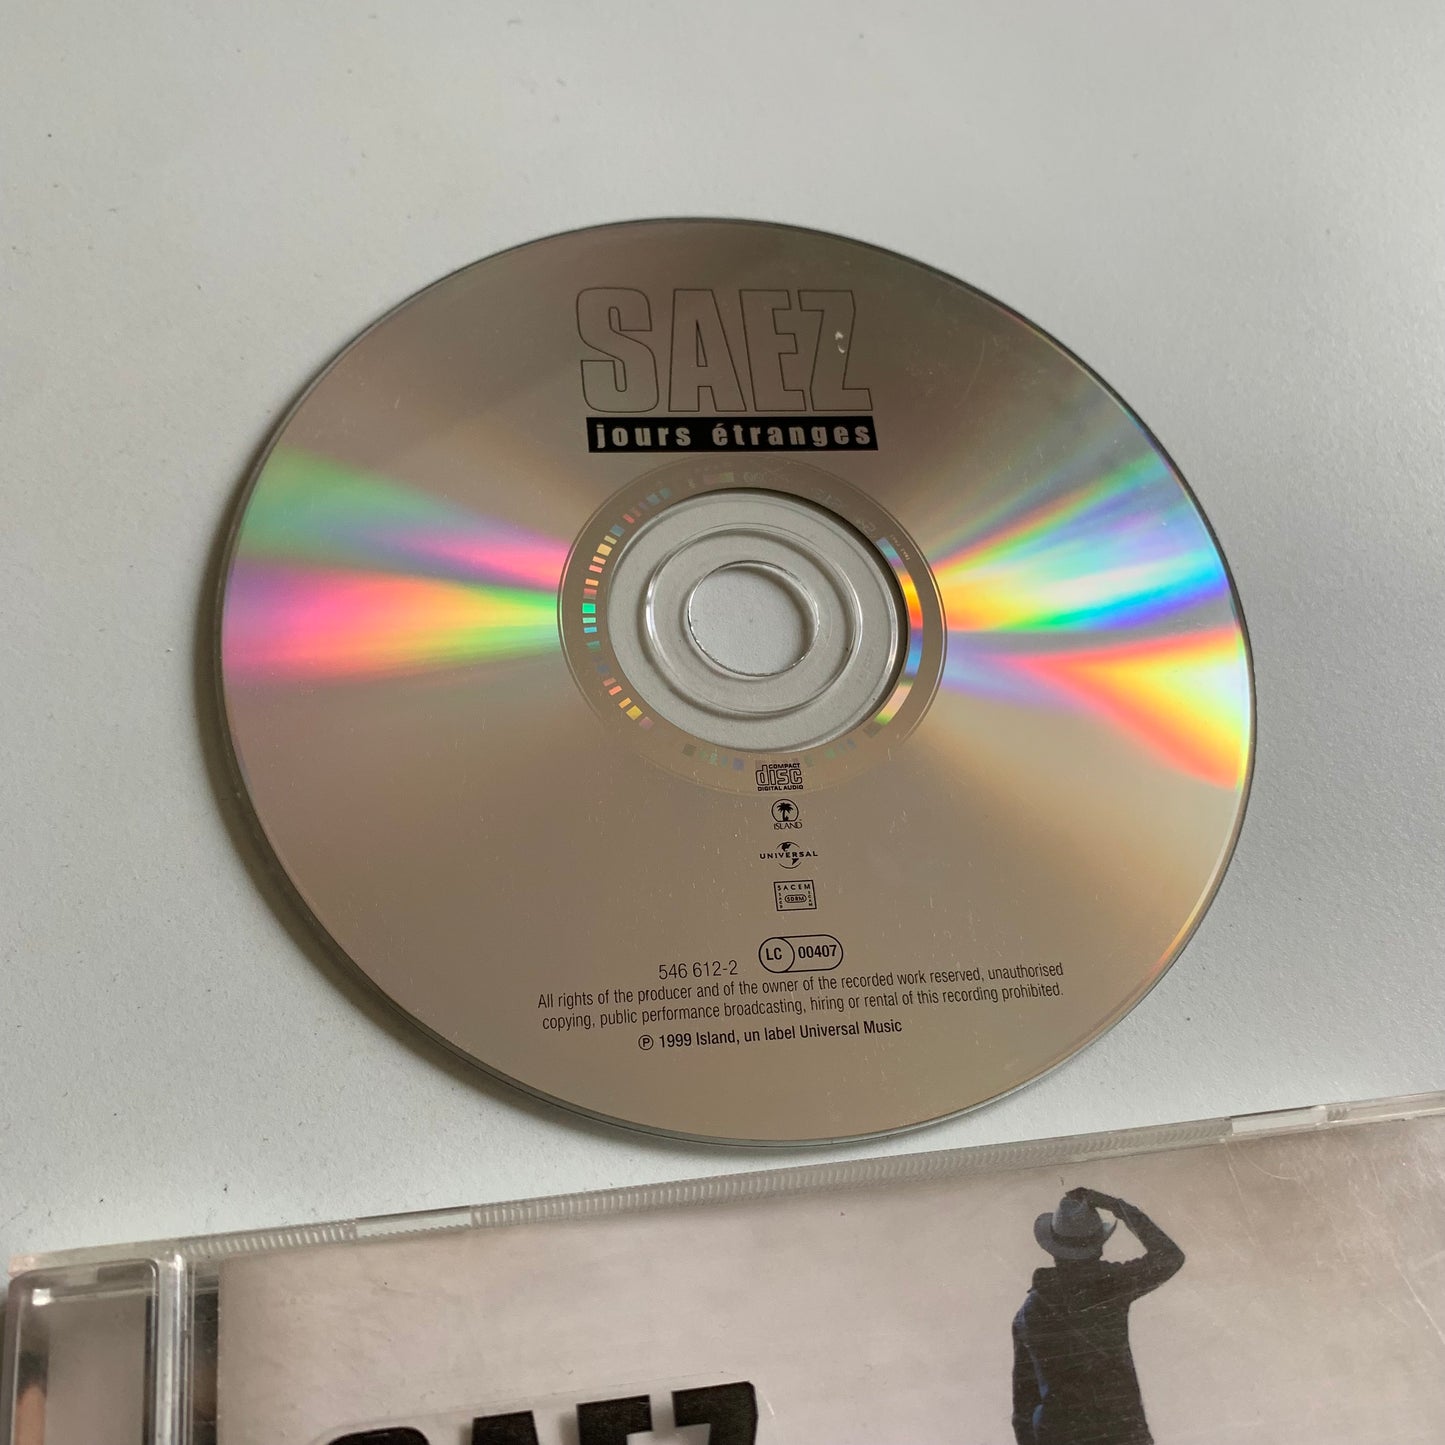 SAEZ
jours étranges
COMPACT
disc
DIGITAL AUDIO
ISLAND
UNIVERSAL
SACEM
SDRM
546 612-2
LC 00407
All rights of the producer and of the owner of the recorded work reserved, unauthorised
copying, public performance broadcasting, hiring or rental of this recording prohibited.
℗ 1999 Island, un label Universal Music
SAEZ